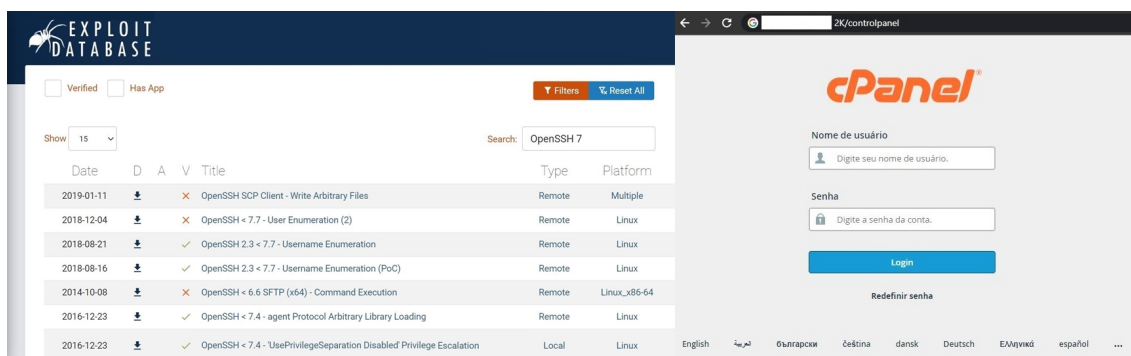 EXPLOIT
DATABASE
Verified Has App
Filters Reset All
Show 15 Search: OpenSSH 7
Date D A V Title Type Platform
2019-01-11 OpenSSH SCP Client - Write Arbitrary Files Remote Multiple
2018-12-04 OpenSSH < 7.7 - User Enumeration (2) Remote Linux
2018-08-21 OpenSSH 2.3 < 7.7 - Username Enumeration Remote Linux
2018-08-16 OpenSSH 2.3 < 7.7 - Username Enumeration (PoC) Remote Linux
2014-10-08 OpenSSH < 6.6 SFTP (x64) - Command Execution Remote Linux_x86-64
2016-12-23 OpenSSH < 7.4 - agent Protocol Arbitrary Library Loading Remote Linux
2016-12-23 OpenSSH < 7.4 - 'UsePrivilegeSeparation Disabled' Privilege Escalation Local Linux
2K/controlpanel
cPanel®
Nome de usuário
Digite seu nome de usuário.
Senha
Digite a senha da conta.
Login
Redefinir senha
English العربية български čeština dansk Deutsch Ελληνικά español ...